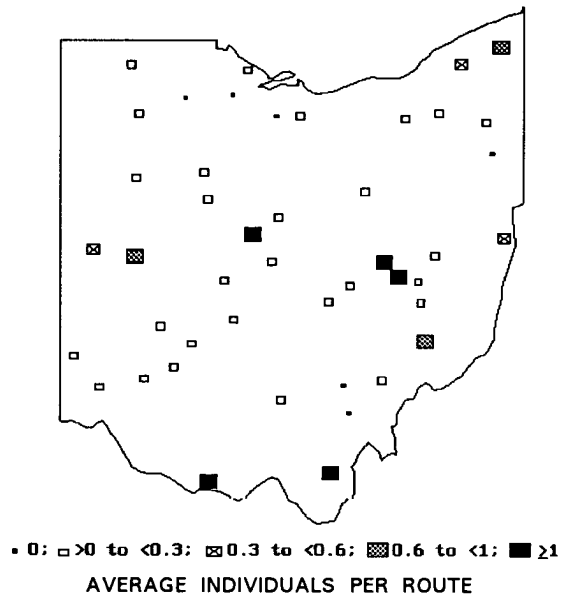 ▪ 0; □ >0 to <0.3; ⊠ 0.3 to <0.6; ▩ 0.6 to <1; ■ ≥1
AVERAGE INDIVIDUALS PER ROUTE